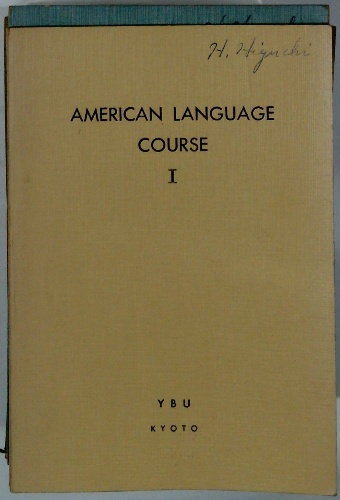 H. Higuchi
AMERICAN LANGUAGE
COURSE
I
YBU
KYOTO